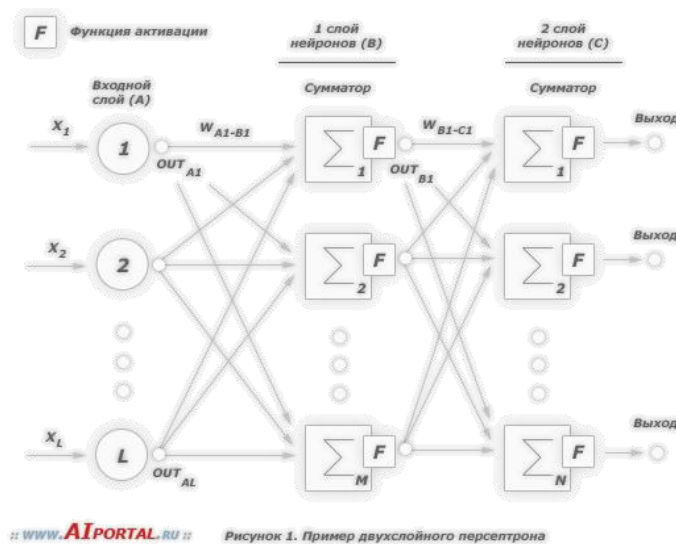 F Функция активации
1 слой
нейронов (В)
2 слой
нейронов (С)
Входной
слой (А)
Сумматор
Сумматор
X1
1
WA1-B1
OUTA1
Σ F 1
WB1-C1
OUTB1
Σ F 1
Выход
X2
2
Σ F 2
Σ F 2
Выход
XL
L
OUTAL
Σ F M
Σ F N
Выход
:: WWW.AIPORTAL.RU ::
Рисунок 1. Пример двухслойного персептрона